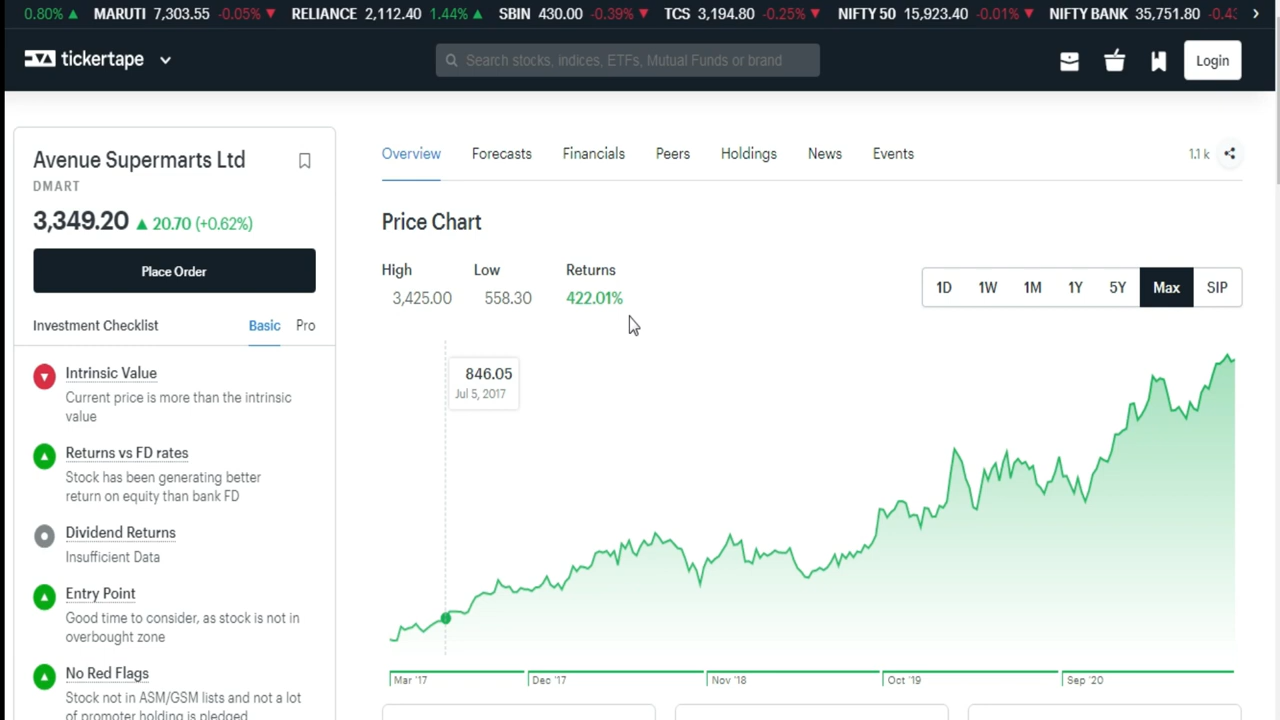 0.80% ▲ MARUTI 7,303.55 -0.05% ▼ RELIANCE 2,112.40 1.44% ▲ SBIN 430.00 -0.39% ▼ TCS 3,194.80 -0.25% ▼ NIFTY 50 15,923.40 -0.01% ▼ NIFTY BANK 35,751.80 -0.43
tickertape
Search stocks, indices, ETFs, Mutual Funds or brand
Login
Avenue Supermarts Ltd
DMART
3,349.20 ▲ 20.70 (+0.62%)
Place Order
Investment Checklist Basic Pro
Intrinsic Value
Current price is more than the intrinsic
value
Returns vs FD rates
Stock has been generating better
return on equity than bank FD
Dividend Returns
Insufficient Data
Entry Point
Good time to consider, as stock is not in
overbought zone
No Red Flags
Stock not in ASM/GSM lists and not a lot
of promoter holding is pledged
Overview Forecasts Financials Peers Holdings News Events 1.1 k
Price Chart
High Low Returns
3,425.00 558.30 422.01%
1D 1W 1M 1Y 5Y Max SIP
846.05
Jul 5, 2017
Mar '17 Dec '17 Nov '18 Oct '19 Sep '20